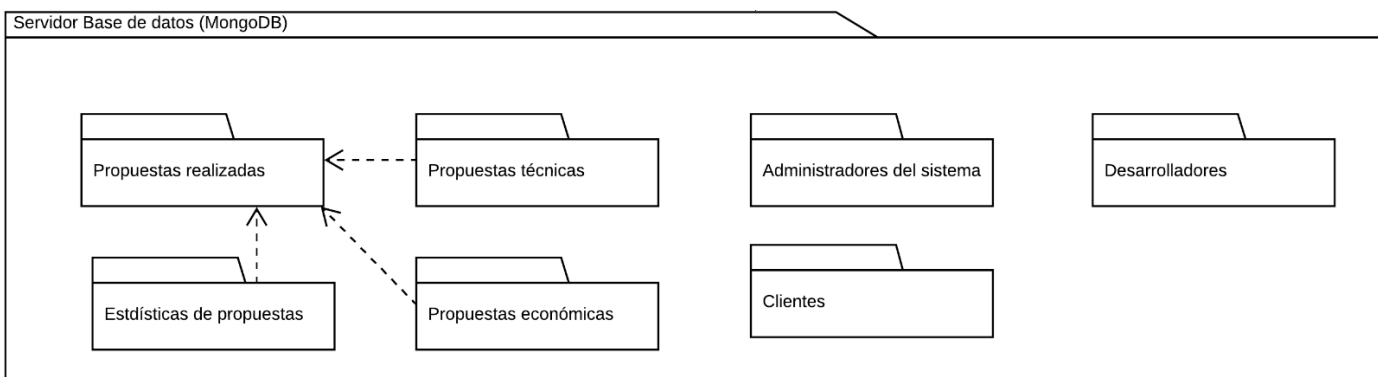 Servidor Base de datos (MongoDB)
Propuestas realizadas
Propuestas técnicas
Administradores del sistema
Desarrolladores
Estdísticas de propuestas
Propuestas económicas
Clientes